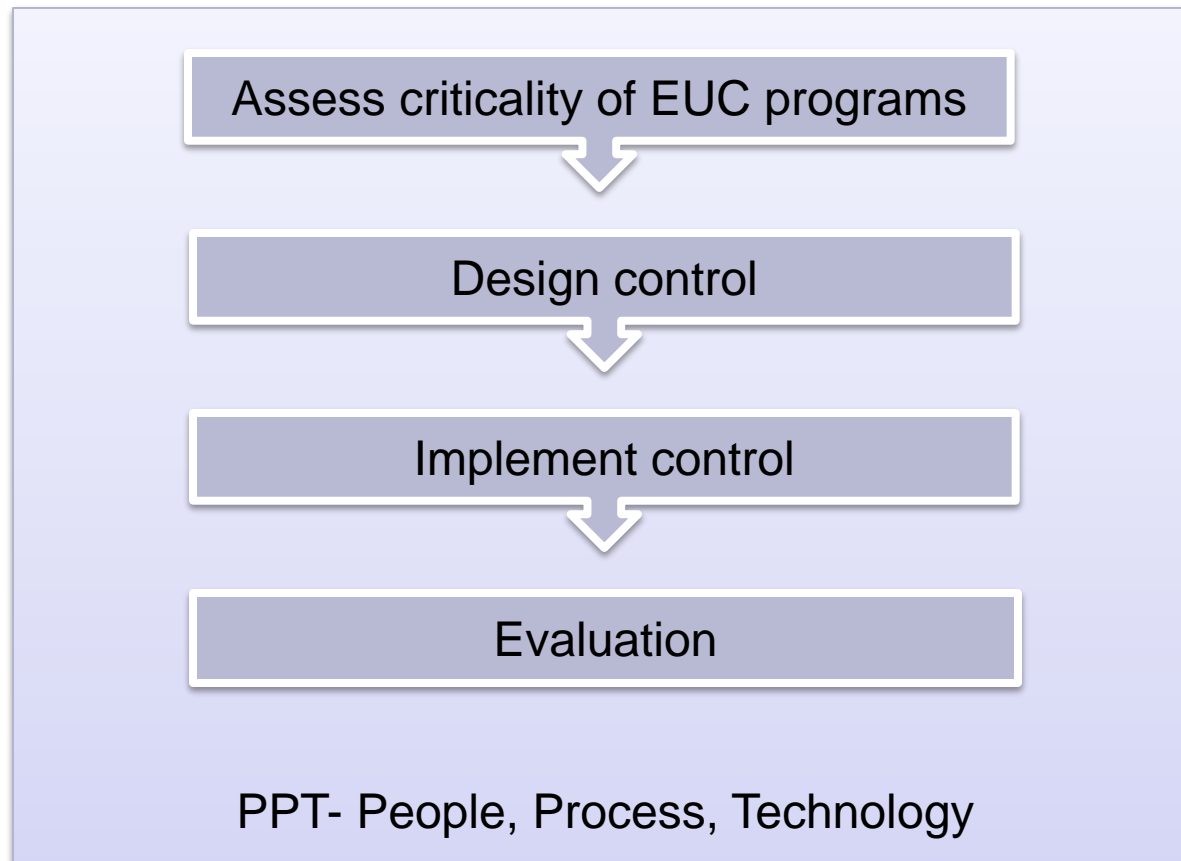 Assess criticality of EUC programs
Design control
Implement control
Evaluation
PPT- People, Process, Technology